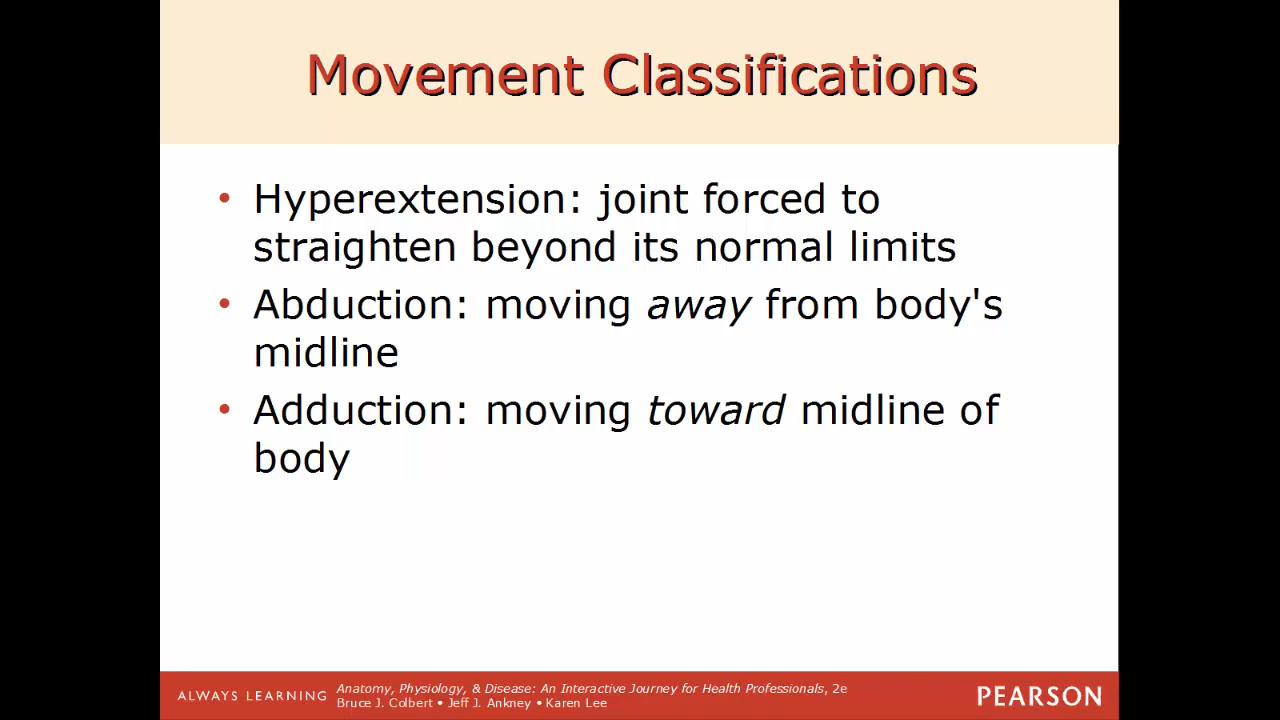 Movement Classifications
• Hyperextension: joint forced to
straighten beyond its normal limits
• Abduction: moving away from body's
midline
• Adduction: moving toward midline of
body
ALWAYS LEARNING
Anatomy, Physiology, & Disease: An Interactive Journey for Health Professionals, 2e
Bruce J. Colbert • Jeff J. Ankney • Karen Lee
PEARSON